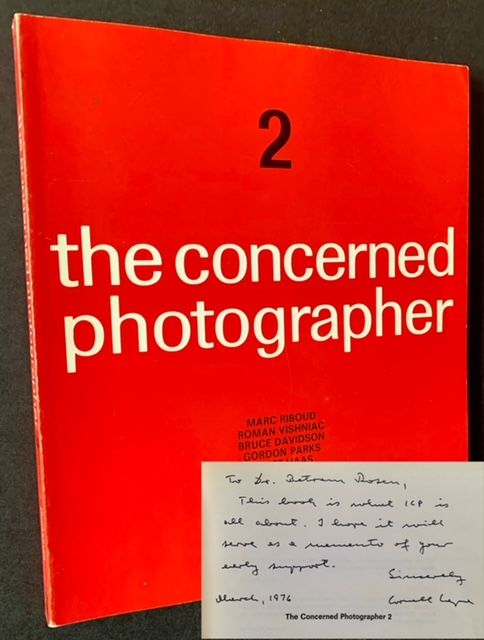 2
the concerned
photographer
MARC RIBOUD
ROMAN VISHNIAC
BRUCE DAVIDSON
GORDON PARKS
HAAS
To Dr. Bertram Rosen,
This book is what ICP is
all about. I hope it will
serve as a memento of your
early support.
Sincerely
March, 1976 Cornell Capa
The Concerned Photographer 2